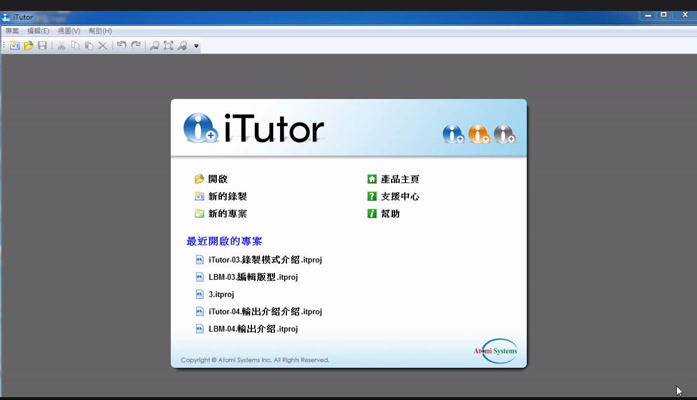 iTutor
專案 編輯(E) 視圖(V) 幫助(H)
iTutor
開啟
新的錄製
新的專案
產品主頁
支援中心
幫助
最近開啟的專案
iTutor-03.錄製模式介紹.itproj
LBM-03.編輯版型.itproj
3.itproj
iTutor-04.輸出介紹介紹.itproj
LBM-04.輸出介紹.itproj
Atomi Systems
Copyright @ Atomi Systems Inc. All Rights Reserved.